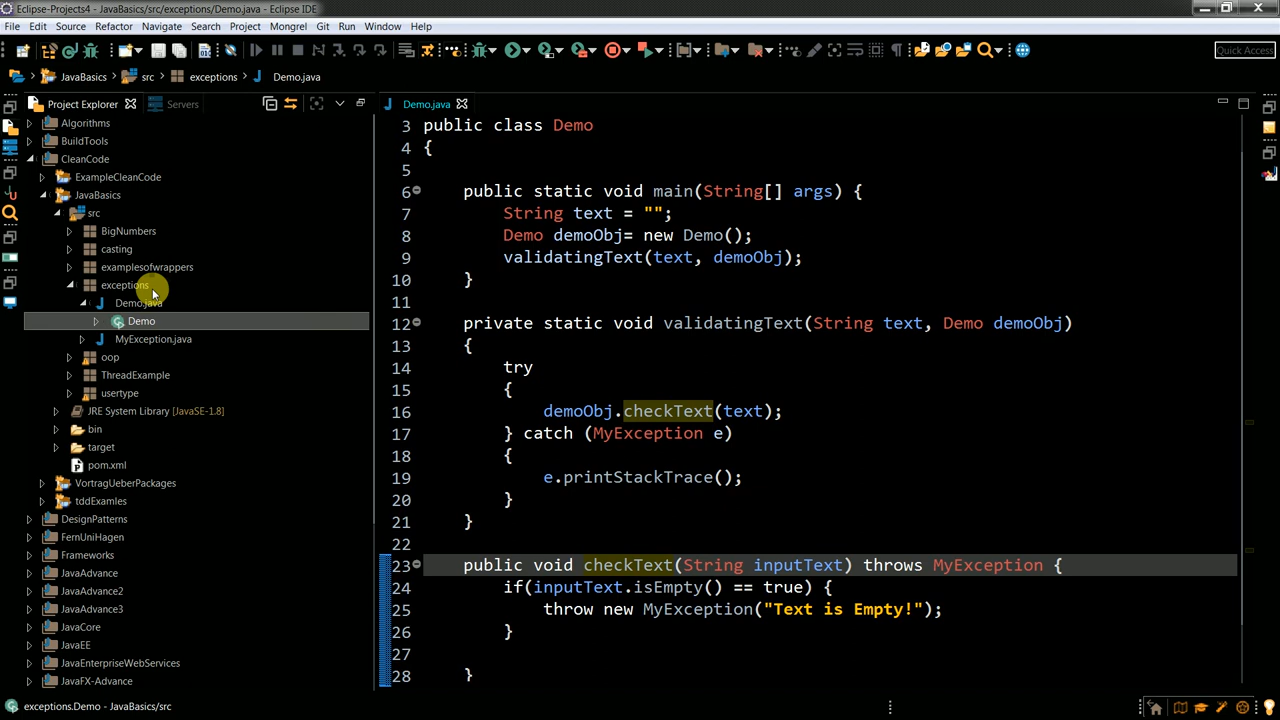 Eclipse-Projects4 - JavaBasics/src/exceptions/Demo.java - Eclipse IDE
File Edit Source Refactor Navigate Search Project Mongrel Git Run Window Help
Quick Access
JavaBasics src exceptions Demo.java
Project Explorer Servers
Algorithms
BuildTools
CleanCode
ExampleCleanCode
JavaBasics
src
BigNumbers
casting
examplesofwrappers
exceptions
Demo.java
Demo
MyException.java
oop
ThreadExample
usertype
JRE System Library [JavaSE-1.8]
bin
target
pom.xml
VortragUeberPackages
tddExamles
DesignPatterns
FernUniHagen
Frameworks
JavaAdvance
JavaAdvance2
JavaAdvance3
JavaCore
JavaEE
JavaEnterpriseWebServices
JavaFX-Advance
Demo.java
3 public class Demo
4 {
5
6 public static void main(String[] args) {
7 String text = "";
8 Demo demoObj= new Demo();
9 validatingText(text, demoObj);
10 }
11
12 private static void validatingText(String text, Demo demoObj)
13 {
14 try
15 {
16 demoObj.checkText(text);
17 } catch (MyException e)
18 {
19 e.printStackTrace();
20 }
21 }
22
23 public void checkText(String inputText) throws MyException {
24 if(inputText.isEmpty() == true) {
25 throw new MyException("Text is Empty!");
26 }
27
28 }
exceptions.Demo - JavaBasics/src